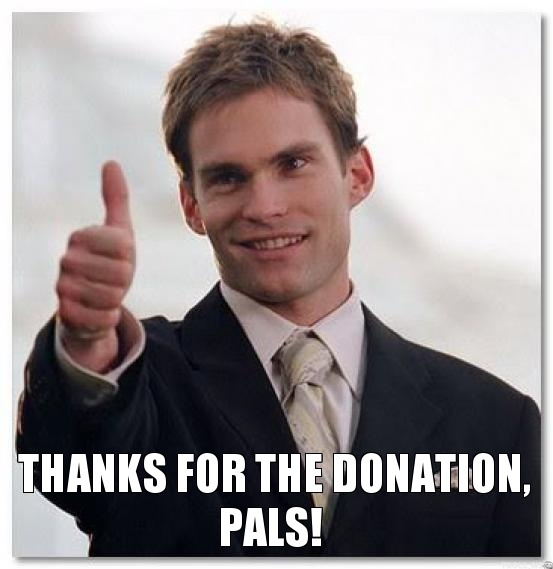 THANKS FOR THE DONATION,
PALS!